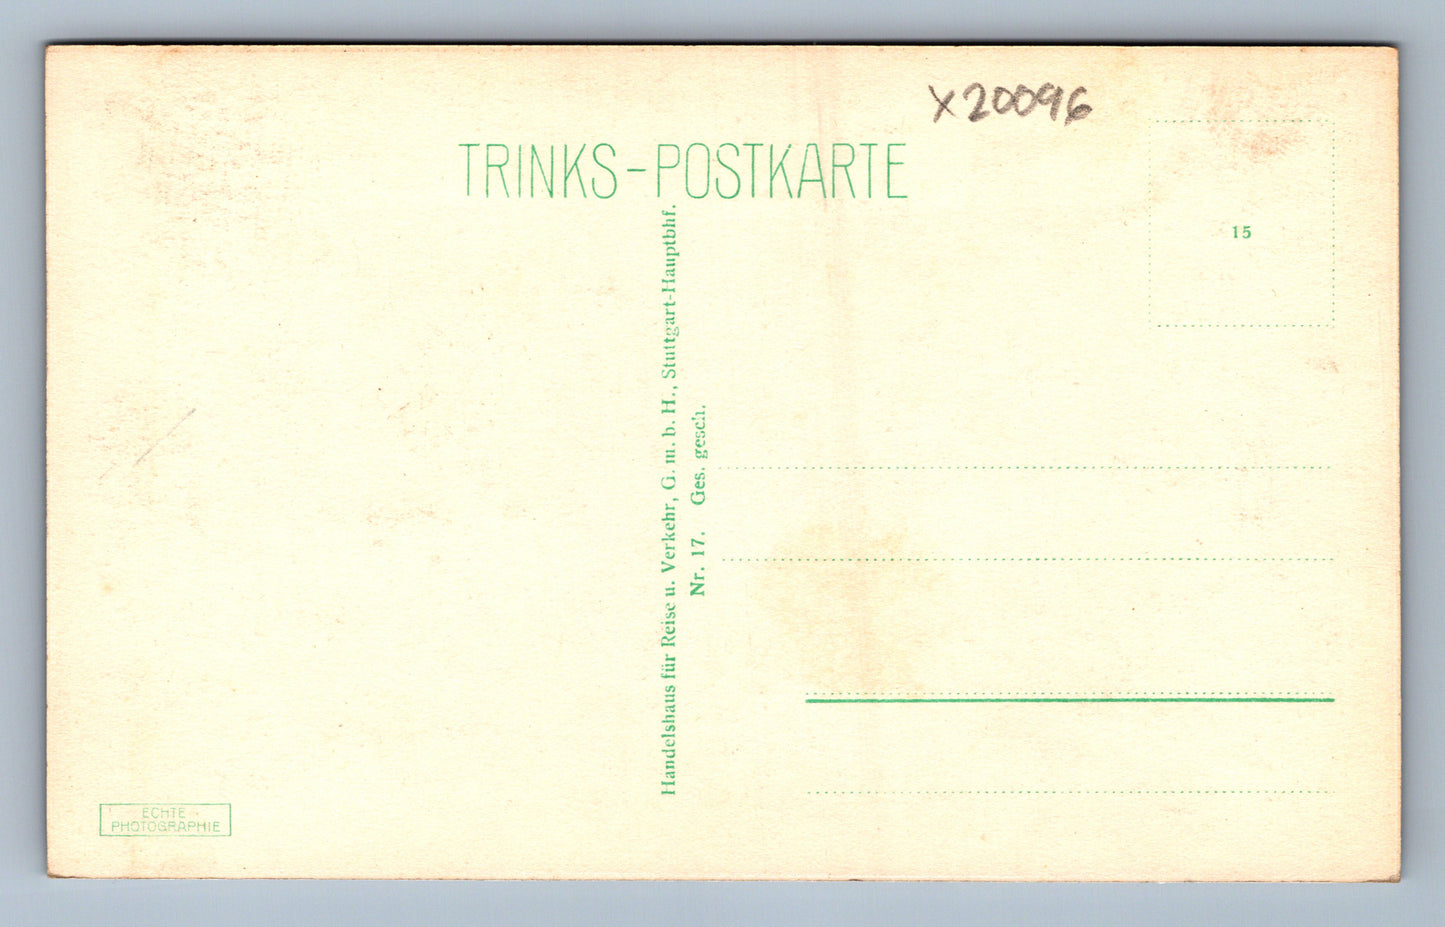 X20096
TRINKS-POSTKARTE
15
Handelshaus für Reise u. Verkehr, G. m. b. H., Stuttgart-Hauptbhf.
Nr. 17. Ges. gesch.
ECHTE
PHOTOGRAPHIE